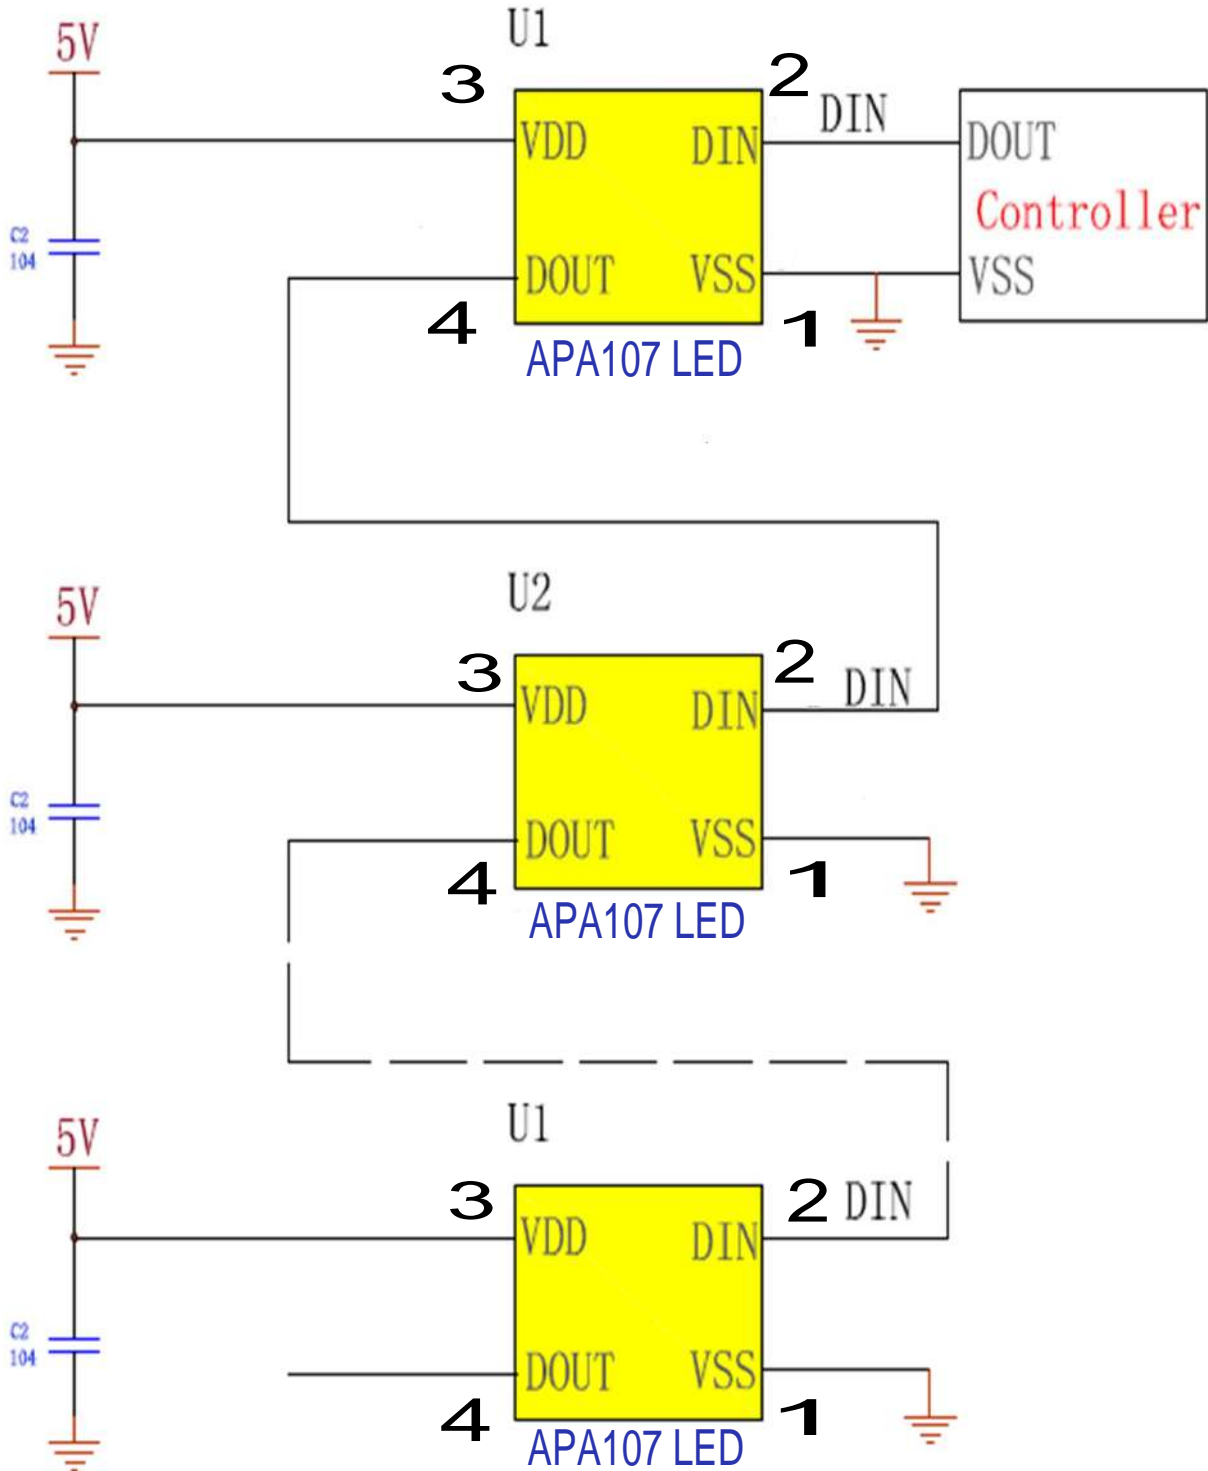 U1
5V
3
2
DIN
VDD
DIN
DOUT
Controller
C2
104
DOUT
VSS
VSS
4
1
APA107 LED
U2
5V
3
2
DIN
VDD
DIN
C2
104
DOUT
VSS
4
1
APA107 LED
U1
5V
3
2
DIN
VDD
DIN
C2
104
DOUT
VSS
4
1
APA107 LED